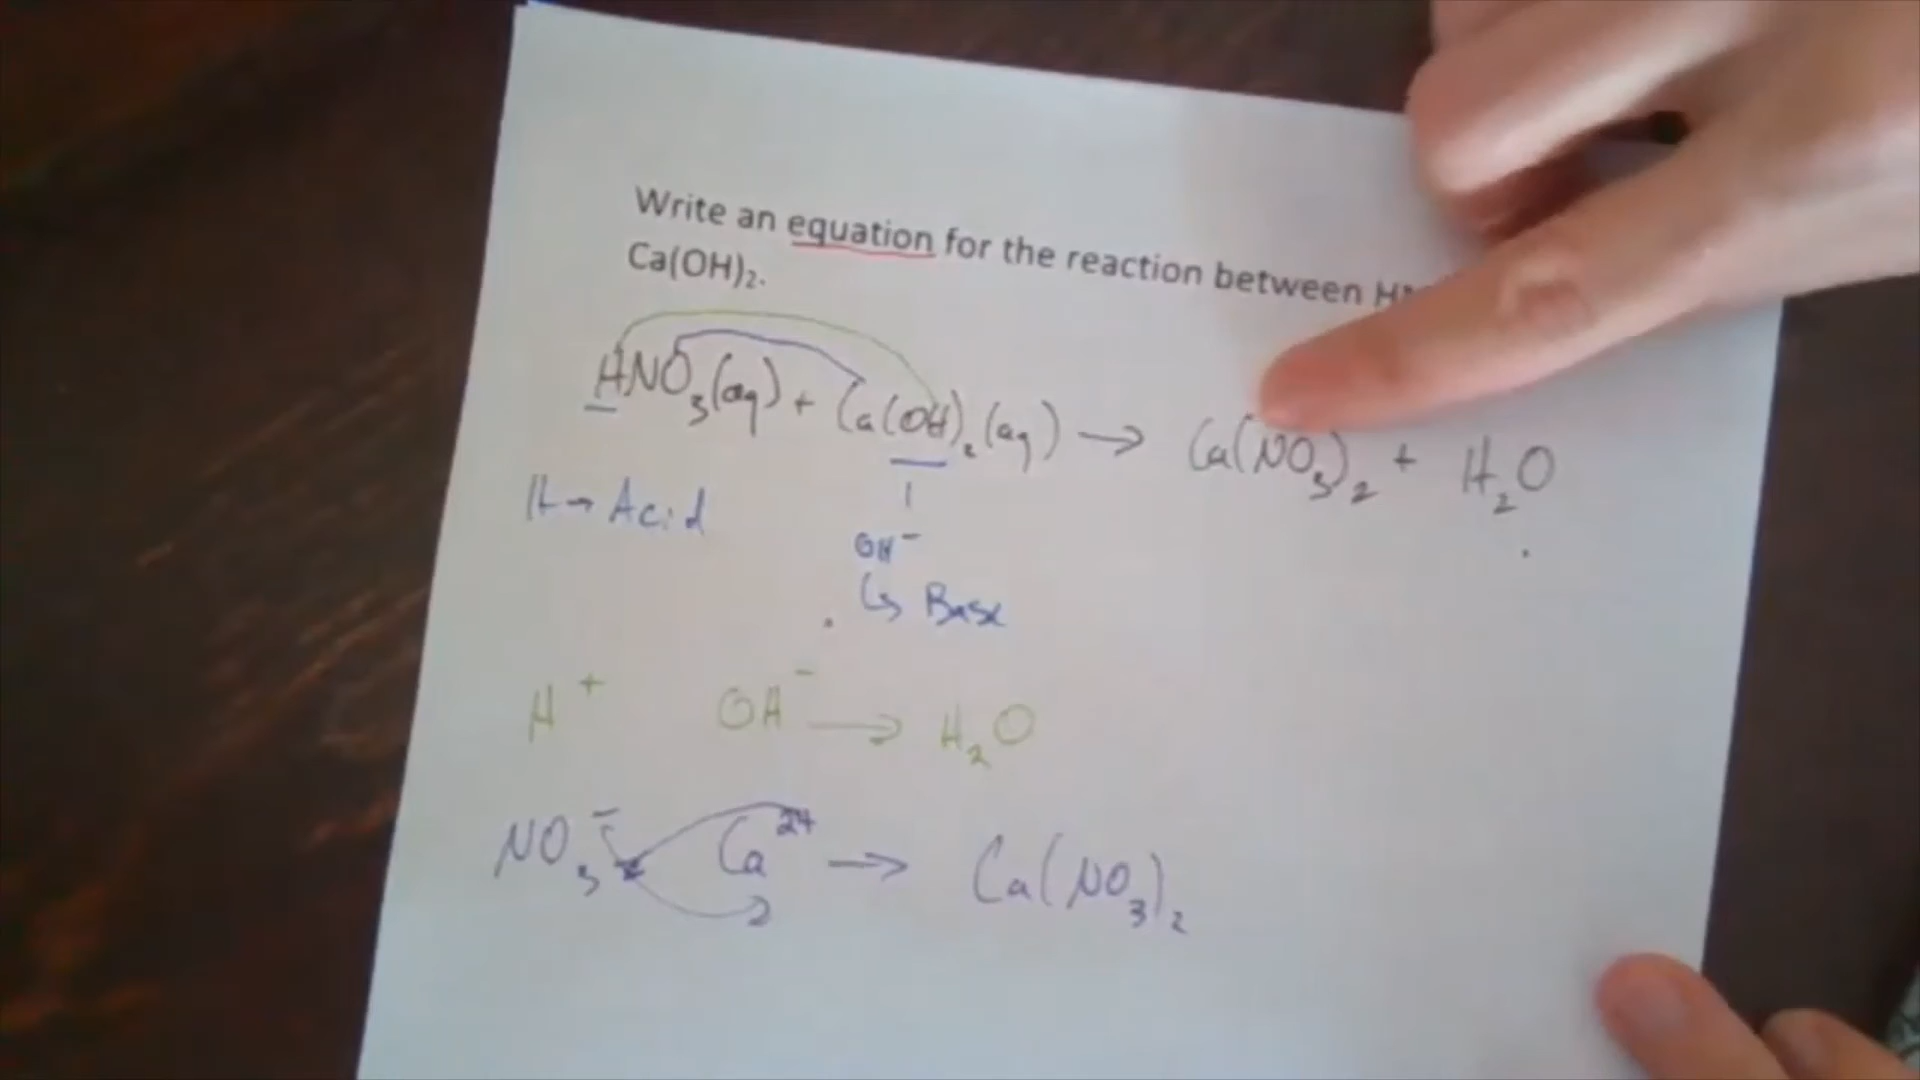 Write an equation for the reaction between
Ca(OH)₂.
HNO₃(aq) + Ca(OH)₂(aq) → Ca(NO₃)₂ + H₂O
H → Acid
OH⁻
↳ Base
H⁺ OH⁻ → H₂O
NO₃⁻ Ca²⁺ → Ca(NO₃)₂